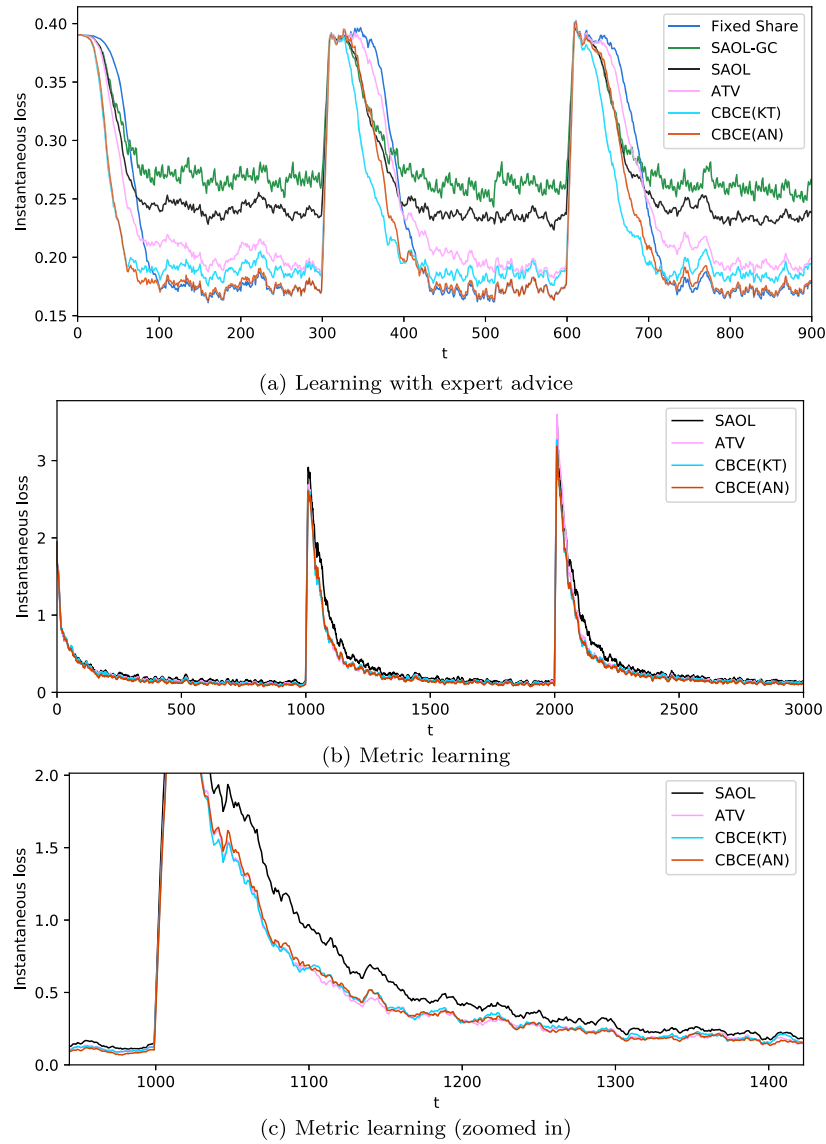 0.40
0.35
0.30
0.25
0.20
0.15
Instantaneous loss
Fixed Share
SAOL-GC
SAOL
ATV
CBCE(KT)
CBCE(AN)
0 100 200 300 400 500 600 700 800 900
t
(a) Learning with expert advice
3
2
1
0
Instantaneous loss
SAOL
ATV
CBCE(KT)
CBCE(AN)
0 500 1000 1500 2000 2500 3000
t
(b) Metric learning
2.0
1.5
1.0
0.5
0.0
Instantaneous loss
SAOL
ATV
CBCE(KT)
CBCE(AN)
1000 1100 1200 1300 1400
t
(c) Metric learning (zoomed in)